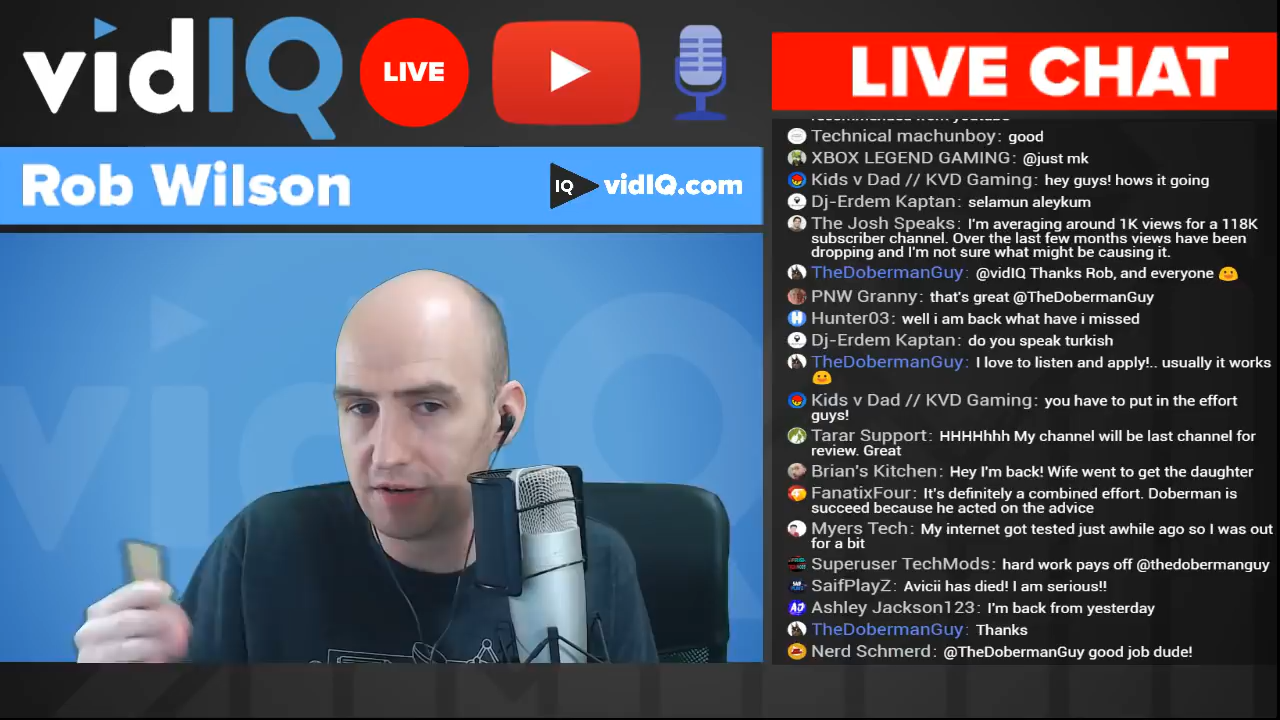 vidIQ
LIVE
LIVE CHAT
Rob Wilson
IQ
vidIQ.com
Technical machunboy: good
XBOX LEGEND GAMING: @just mk
Kids v Dad // KVD Gaming: hey guys! hows it going
Dj-Erdem Kaptan: selamun aleykum
The Josh Speaks: I'm averaging around 1K views for a 118K
subscriber channel. Over the last few months views have been
dropping and I'm not sure what might be causing it.
TheDobermanGuy: @vidIQ Thanks Rob, and everyone
PNW Granny: that's great @TheDobermanGuy
Hunter03: well i am back what have i missed
Dj-Erdem Kaptan: do you speak turkish
TheDobermanGuy: I love to listen and apply!.. usually it works
Kids v Dad // KVD Gaming: you have to put in the effort
guys!
Tarar Support: HHHHhhh My channel will be last channel for
review. Great
Brian's Kitchen: Hey I'm back! Wife went to get the daughter
FanatixFour: It's definitely a combined effort. Doberman is
succeed because he acted on the advice
Myers Tech: My internet got tested just awhile ago so I was out
for a bit
Superuser TechMods: hard work pays off @thedobermanguy
SaifPlayZ: Avicii has died! I am serious!!
Ashley Jackson123: I'm back from yesterday
TheDobermanGuy: Thanks
Nerd Schmerd: @TheDobermanGuy good job dude!